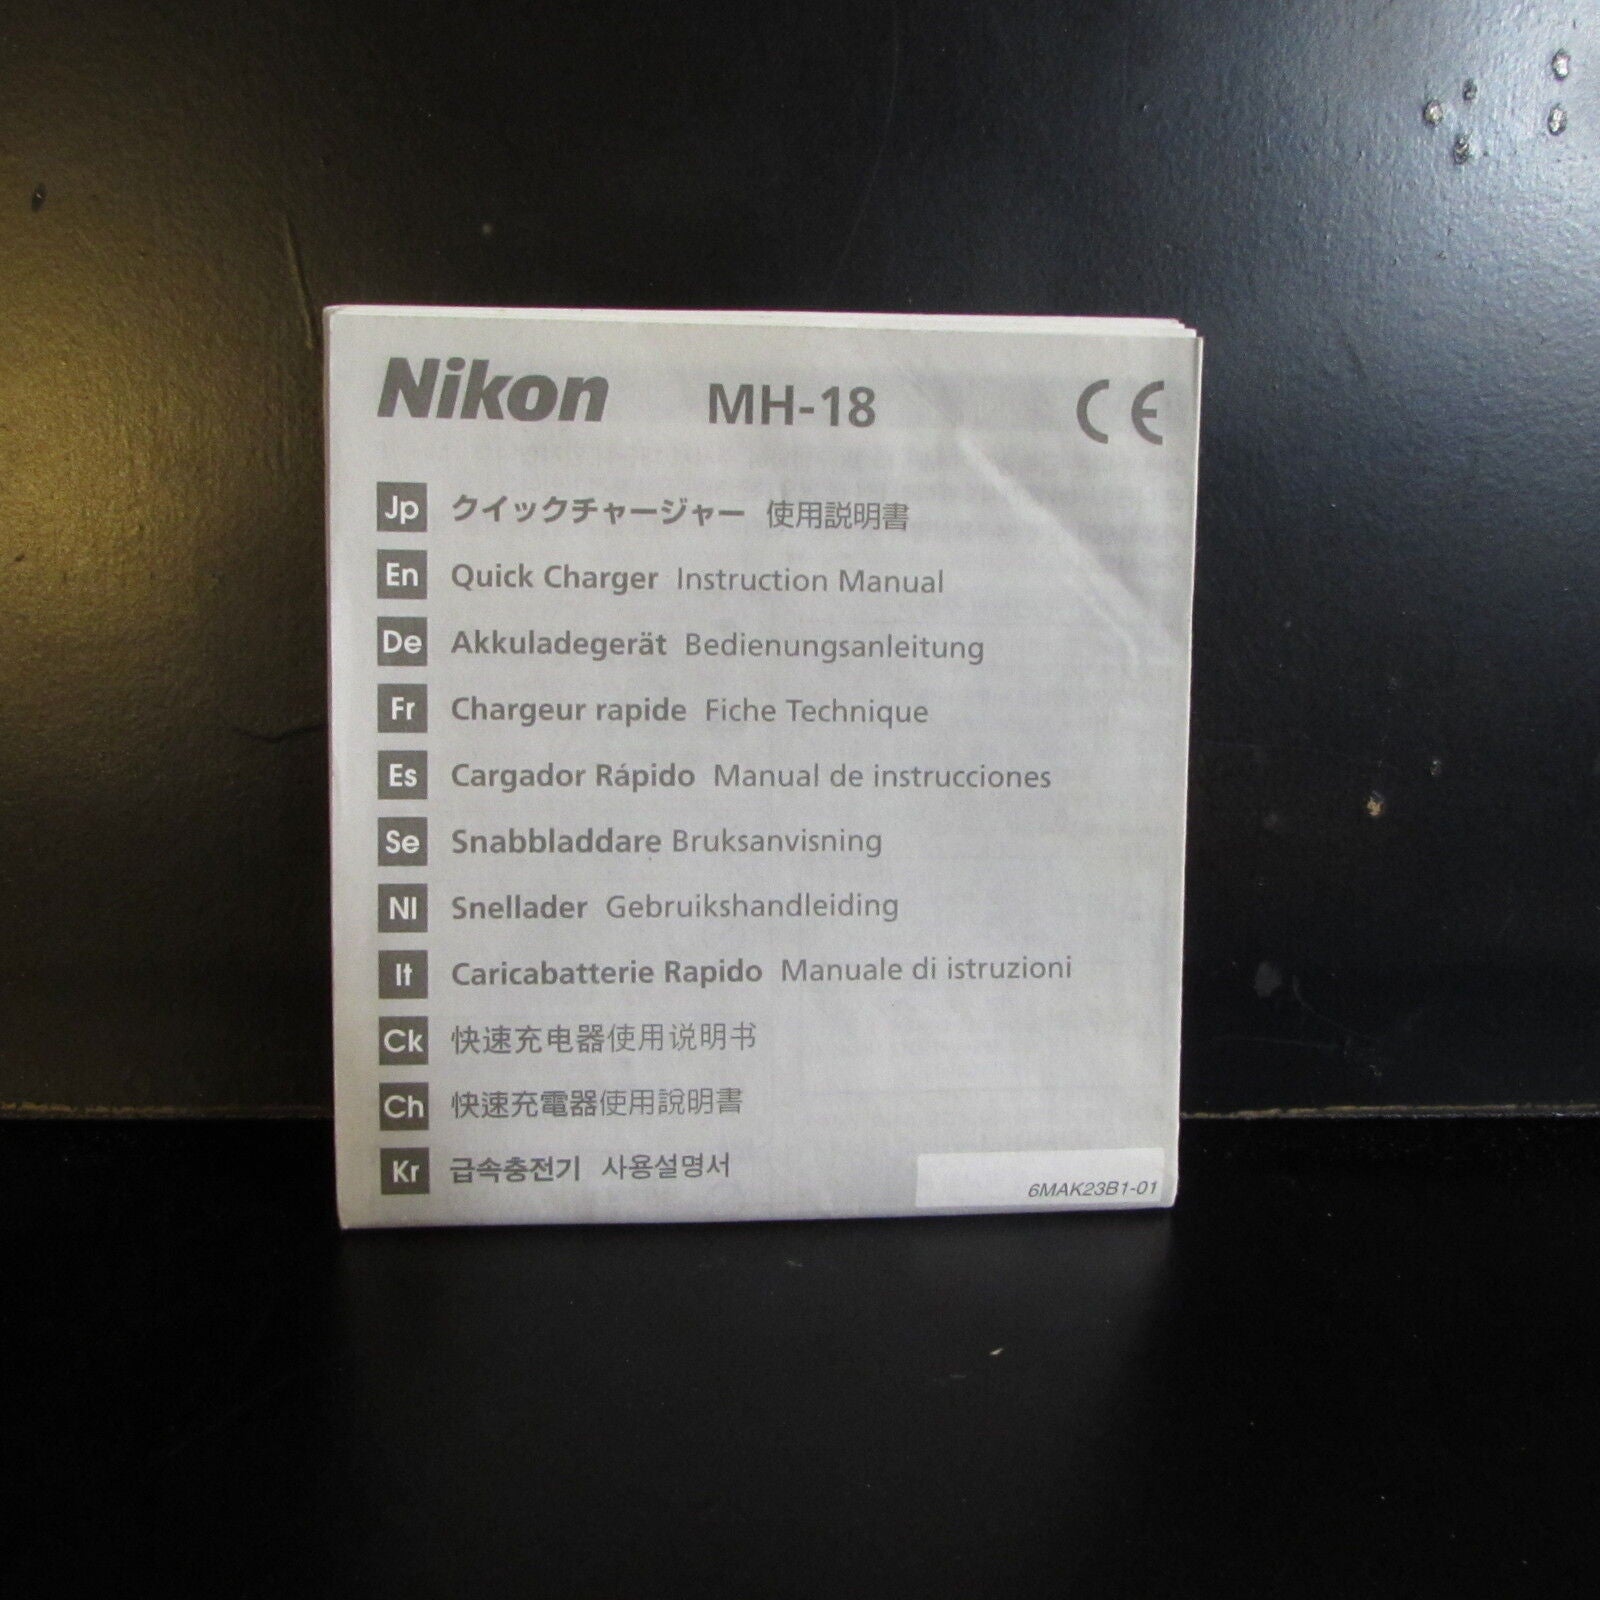 Nikon MH-18 CE
Jp クイックチャージャー 使用説明書
En Quick Charger Instruction Manual
De Akkuladegerät Bedienungsanleitung
Fr Chargeur rapide Fiche Technique
Es Cargador Rápido Manual de instrucciones
Se Snabbladdare Bruksanvisning
Nl Snellader Gebruikshandleiding
It Caricabatterie Rapido Manuale di istruzioni
Ck 快速充电器使用说明书
Ch 快速充電器使用說明書
Kr 급속충전기 사용설명서
6MAK23B1-01